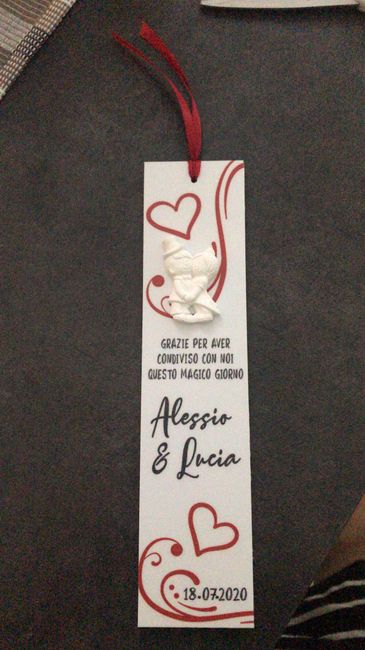 GRAZIE PER AVER
CONDIVISO CON NOI
QUESTO MAGICO GIORNO
Alessio
& Lucia
18.07.2020